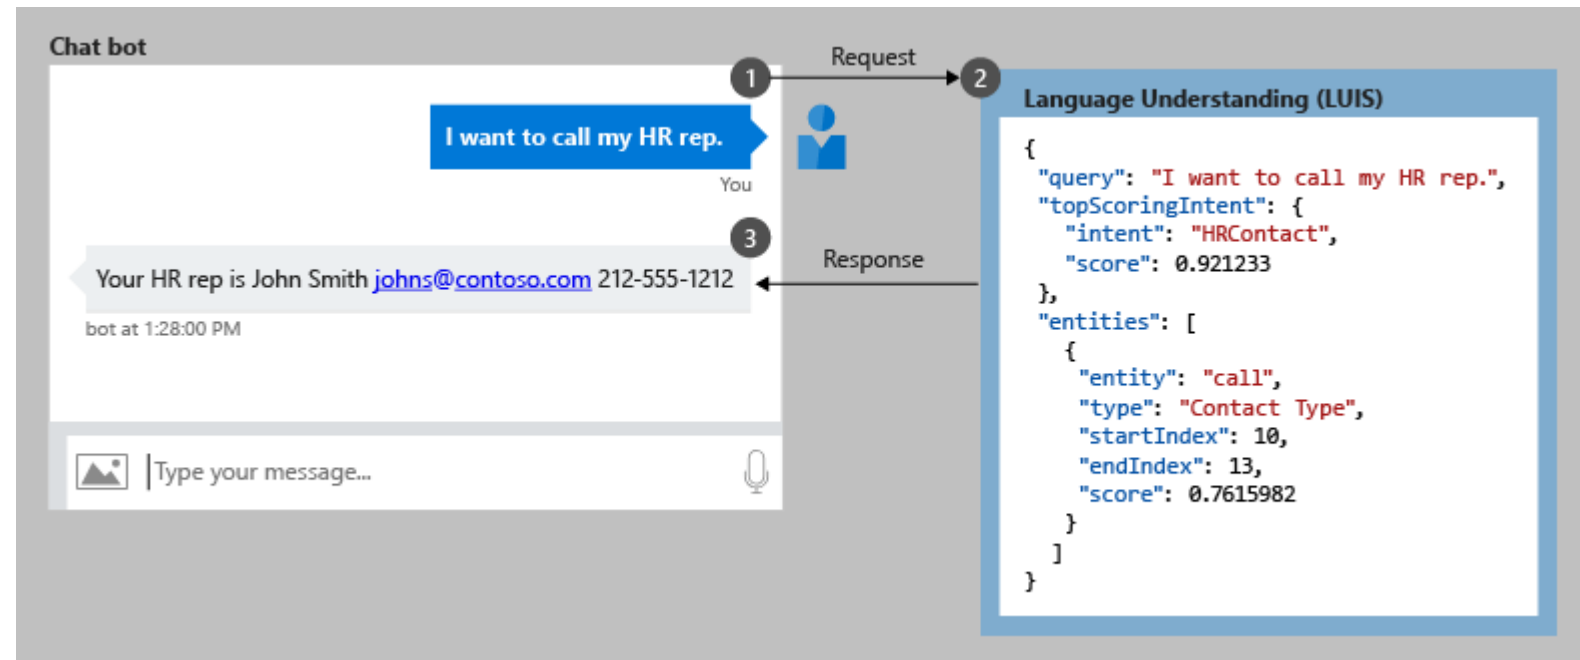 Chat bot
1
Request
2
I want to call my HR rep.
You
3
Your HR rep is John Smith johns@contoso.com 212-555-1212
Response
bot at 1:28:00 PM
Type your message...
Language Understanding (LUIS)
{
"query": "I want to call my HR rep.",
"topScoringIntent": {
"intent": "HRContact",
"score": 0.921233
},
"entities": [
{
"entity": "call",
"type": "Contact Type",
"startIndex": 10,
"endIndex": 13,
"score": 0.7615982
}
]
}